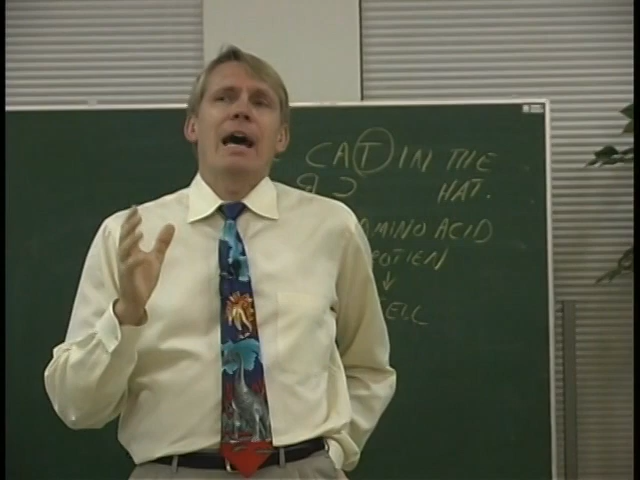 CAT IN THE
HAT.
AMINO ACID
ROTIEN
ELL